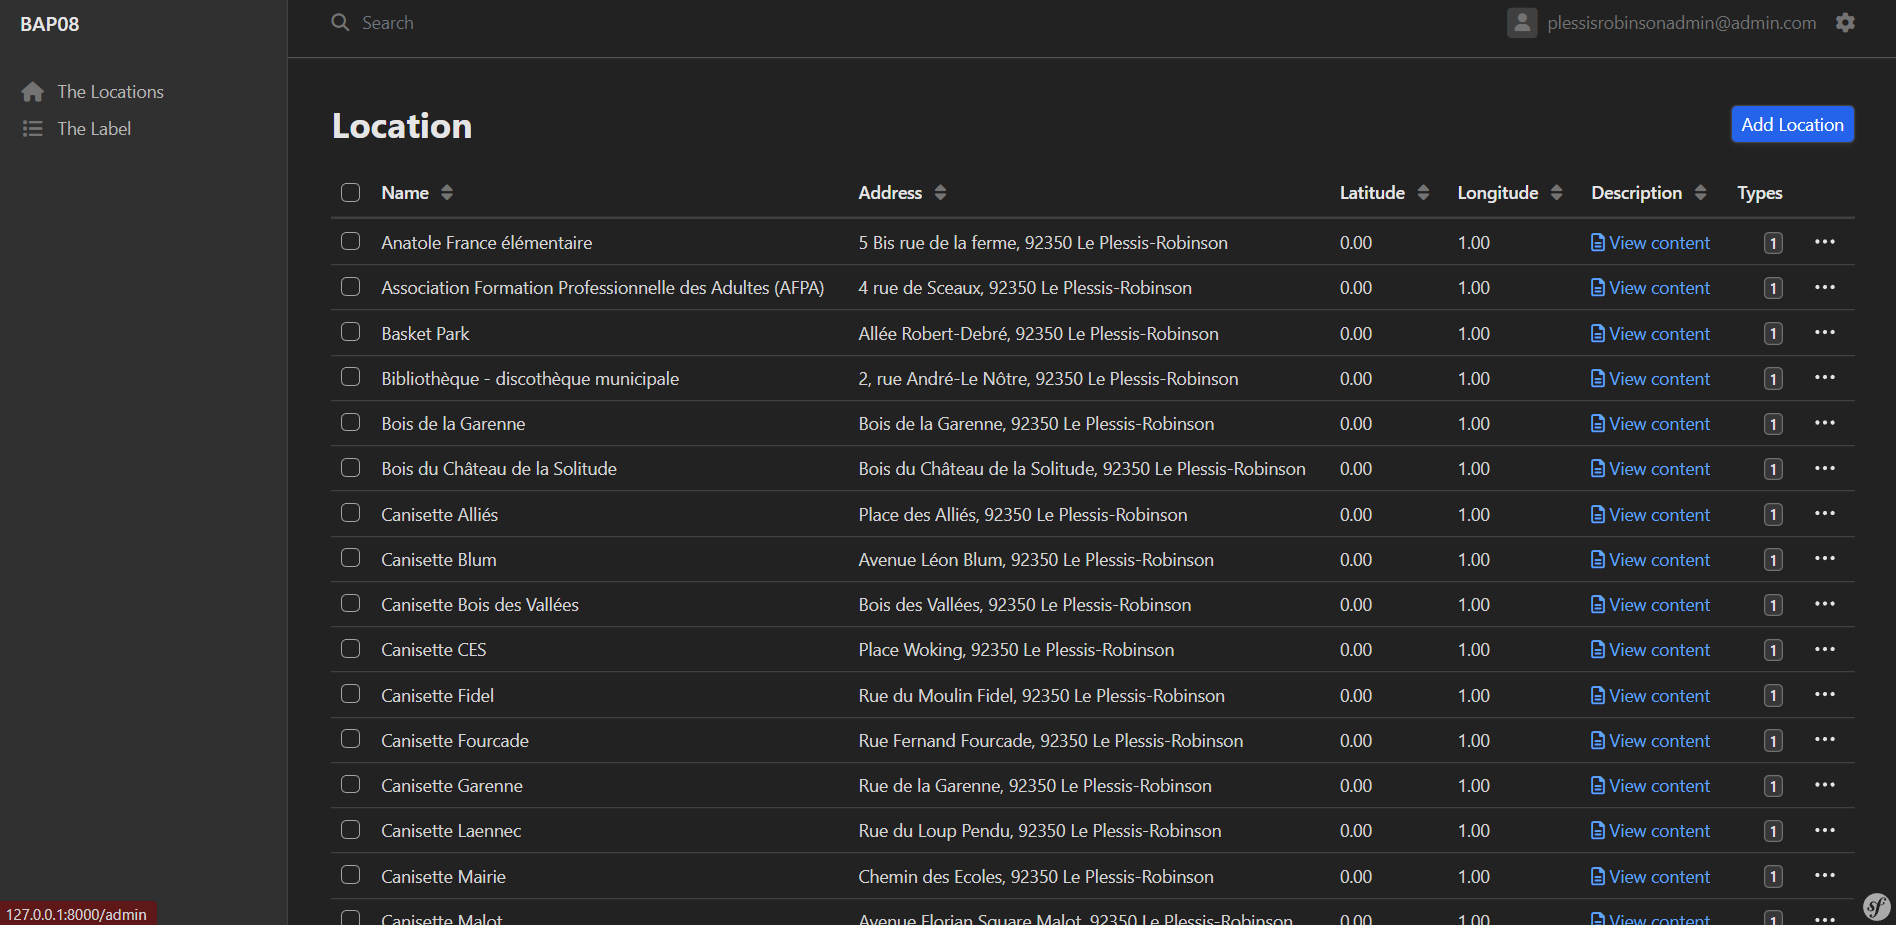 BAP08
Search
plessisrobinsonadmin@admin.com
The Locations
The Label
Location
Add Location
Name Address Latitude Longitude Description Types
Anatole France élémentaire 5 Bis rue de la ferme, 92350 Le Plessis-Robinson 0.00 1.00 View content 1 ...
Association Formation Professionnelle des Adultes (AFPA) 4 rue de Sceaux, 92350 Le Plessis-Robinson 0.00 1.00 View content 1 ...
Basket Park Allée Robert-Debré, 92350 Le Plessis-Robinson 0.00 1.00 View content 1 ...
Bibliothèque - discothèque municipale 2, rue André-Le Nôtre, 92350 Le Plessis-Robinson 0.00 1.00 View content 1 ...
Bois de la Garenne Bois de la Garenne, 92350 Le Plessis-Robinson 0.00 1.00 View content 1 ...
Bois du Château de la Solitude Bois du Château de la Solitude, 92350 Le Plessis-Robinson 0.00 1.00 View content 1 ...
Canisette Alliés Place des Alliés, 92350 Le Plessis-Robinson 0.00 1.00 View content 1 ...
Canisette Blum Avenue Léon Blum, 92350 Le Plessis-Robinson 0.00 1.00 View content 1 ...
Canisette Bois des Vallées Bois des Vallées, 92350 Le Plessis-Robinson 0.00 1.00 View content 1 ...
Canisette CES Place Woking, 92350 Le Plessis-Robinson 0.00 1.00 View content 1 ...
Canisette Fidel Rue du Moulin Fidel, 92350 Le Plessis-Robinson 0.00 1.00 View content 1 ...
Canisette Fourcade Rue Fernand Fourcade, 92350 Le Plessis-Robinson 0.00 1.00 View content 1 ...
Canisette Garenne Rue de la Garenne, 92350 Le Plessis-Robinson 0.00 1.00 View content 1 ...
Canisette Laennec Rue du Loup Pendu, 92350 Le Plessis-Robinson 0.00 1.00 View content 1 ...
Canisette Mairie Chemin des Ecoles, 92350 Le Plessis-Robinson 0.00 1.00 View content 1 ...
Canisette Malot Avenue Florian Square Malot, 92350 Le Plessis-Robinson 0.00 1.00 View content 1 ...
127.0.0.1:8000/admin
sf